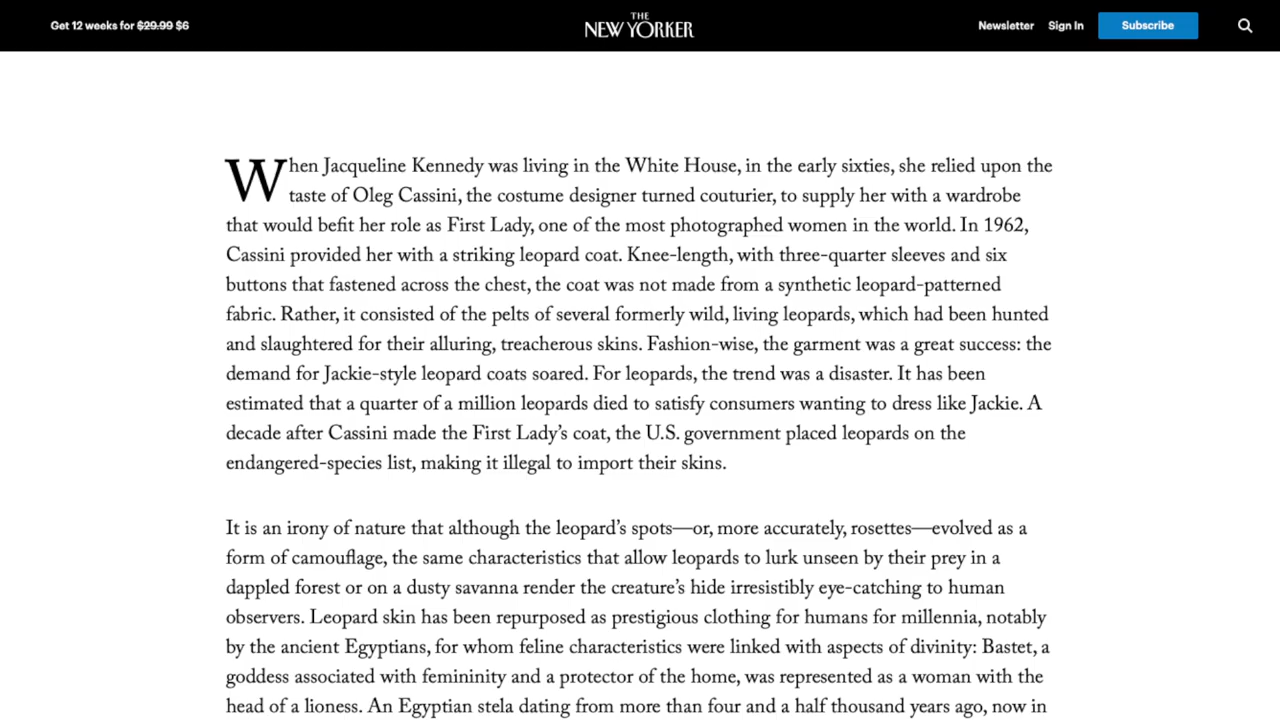 Get 12 weeks for $29.99 $6
THE
NEW YORKER
Newsletter Sign In Subscribe
When Jacqueline Kennedy was living in the White House, in the early sixties, she relied upon the
taste of Oleg Cassini, the costume designer turned couturier, to supply her with a wardrobe
that would befit her role as First Lady, one of the most photographed women in the world. In 1962,
Cassini provided her with a striking leopard coat. Knee-length, with three-quarter sleeves and six
buttons that fastened across the chest, the coat was not made from a synthetic leopard-patterned
fabric. Rather, it consisted of the pelts of several formerly wild, living leopards, which had been hunted
and slaughtered for their alluring, treacherous skins. Fashion-wise, the garment was a great success: the
demand for Jackie-style leopard coats soared. For leopards, the trend was a disaster. It has been
estimated that a quarter of a million leopards died to satisfy consumers wanting to dress like Jackie. A
decade after Cassini made the First Lady’s coat, the U.S. government placed leopards on the
endangered-species list, making it illegal to import their skins.
It is an irony of nature that although the leopard’s spots—or, more accurately, rosettes—evolved as a
form of camouflage, the same characteristics that allow leopards to lurk unseen by their prey in a
dappled forest or on a dusty savanna render the creature’s hide irresistibly eye-catching to human
observers. Leopard skin has been repurposed as prestigious clothing for humans for millennia, notably
by the ancient Egyptians, for whom feline characteristics were linked with aspects of divinity: Bastet, a
goddess associated with femininity and a protector of the home, was represented as a woman with the
head of a lioness. An Egyptian stela dating from more than four and a half thousand years ago, now in